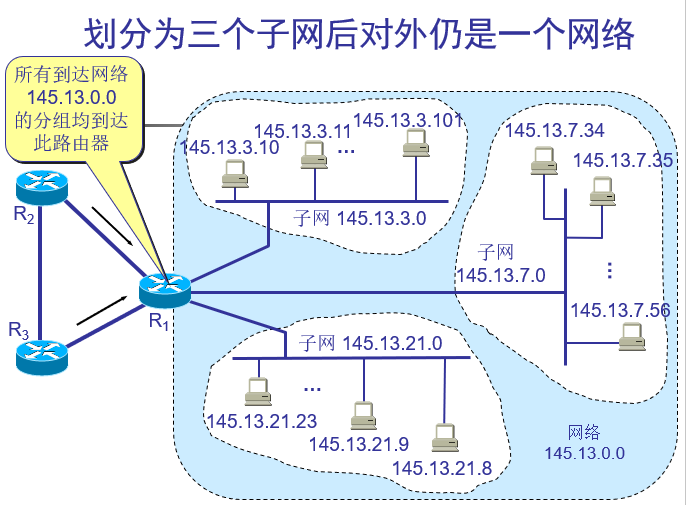 划分为三个子网后对外仍是一个网络
所有到达网络
145.13.0.0
的分组均到达
此路由器
145.13.3.10
145.13.3.11
...
145.13.3.101
子网 145.13.3.0
145.13.7.34
145.13.7.35
子网
145.13.7.0
...
145.13.7.56
R2
R1
R3
子网 145.13.21.0
...
145.13.21.23
145.13.21.9
145.13.21.8
网络
145.13.0.0